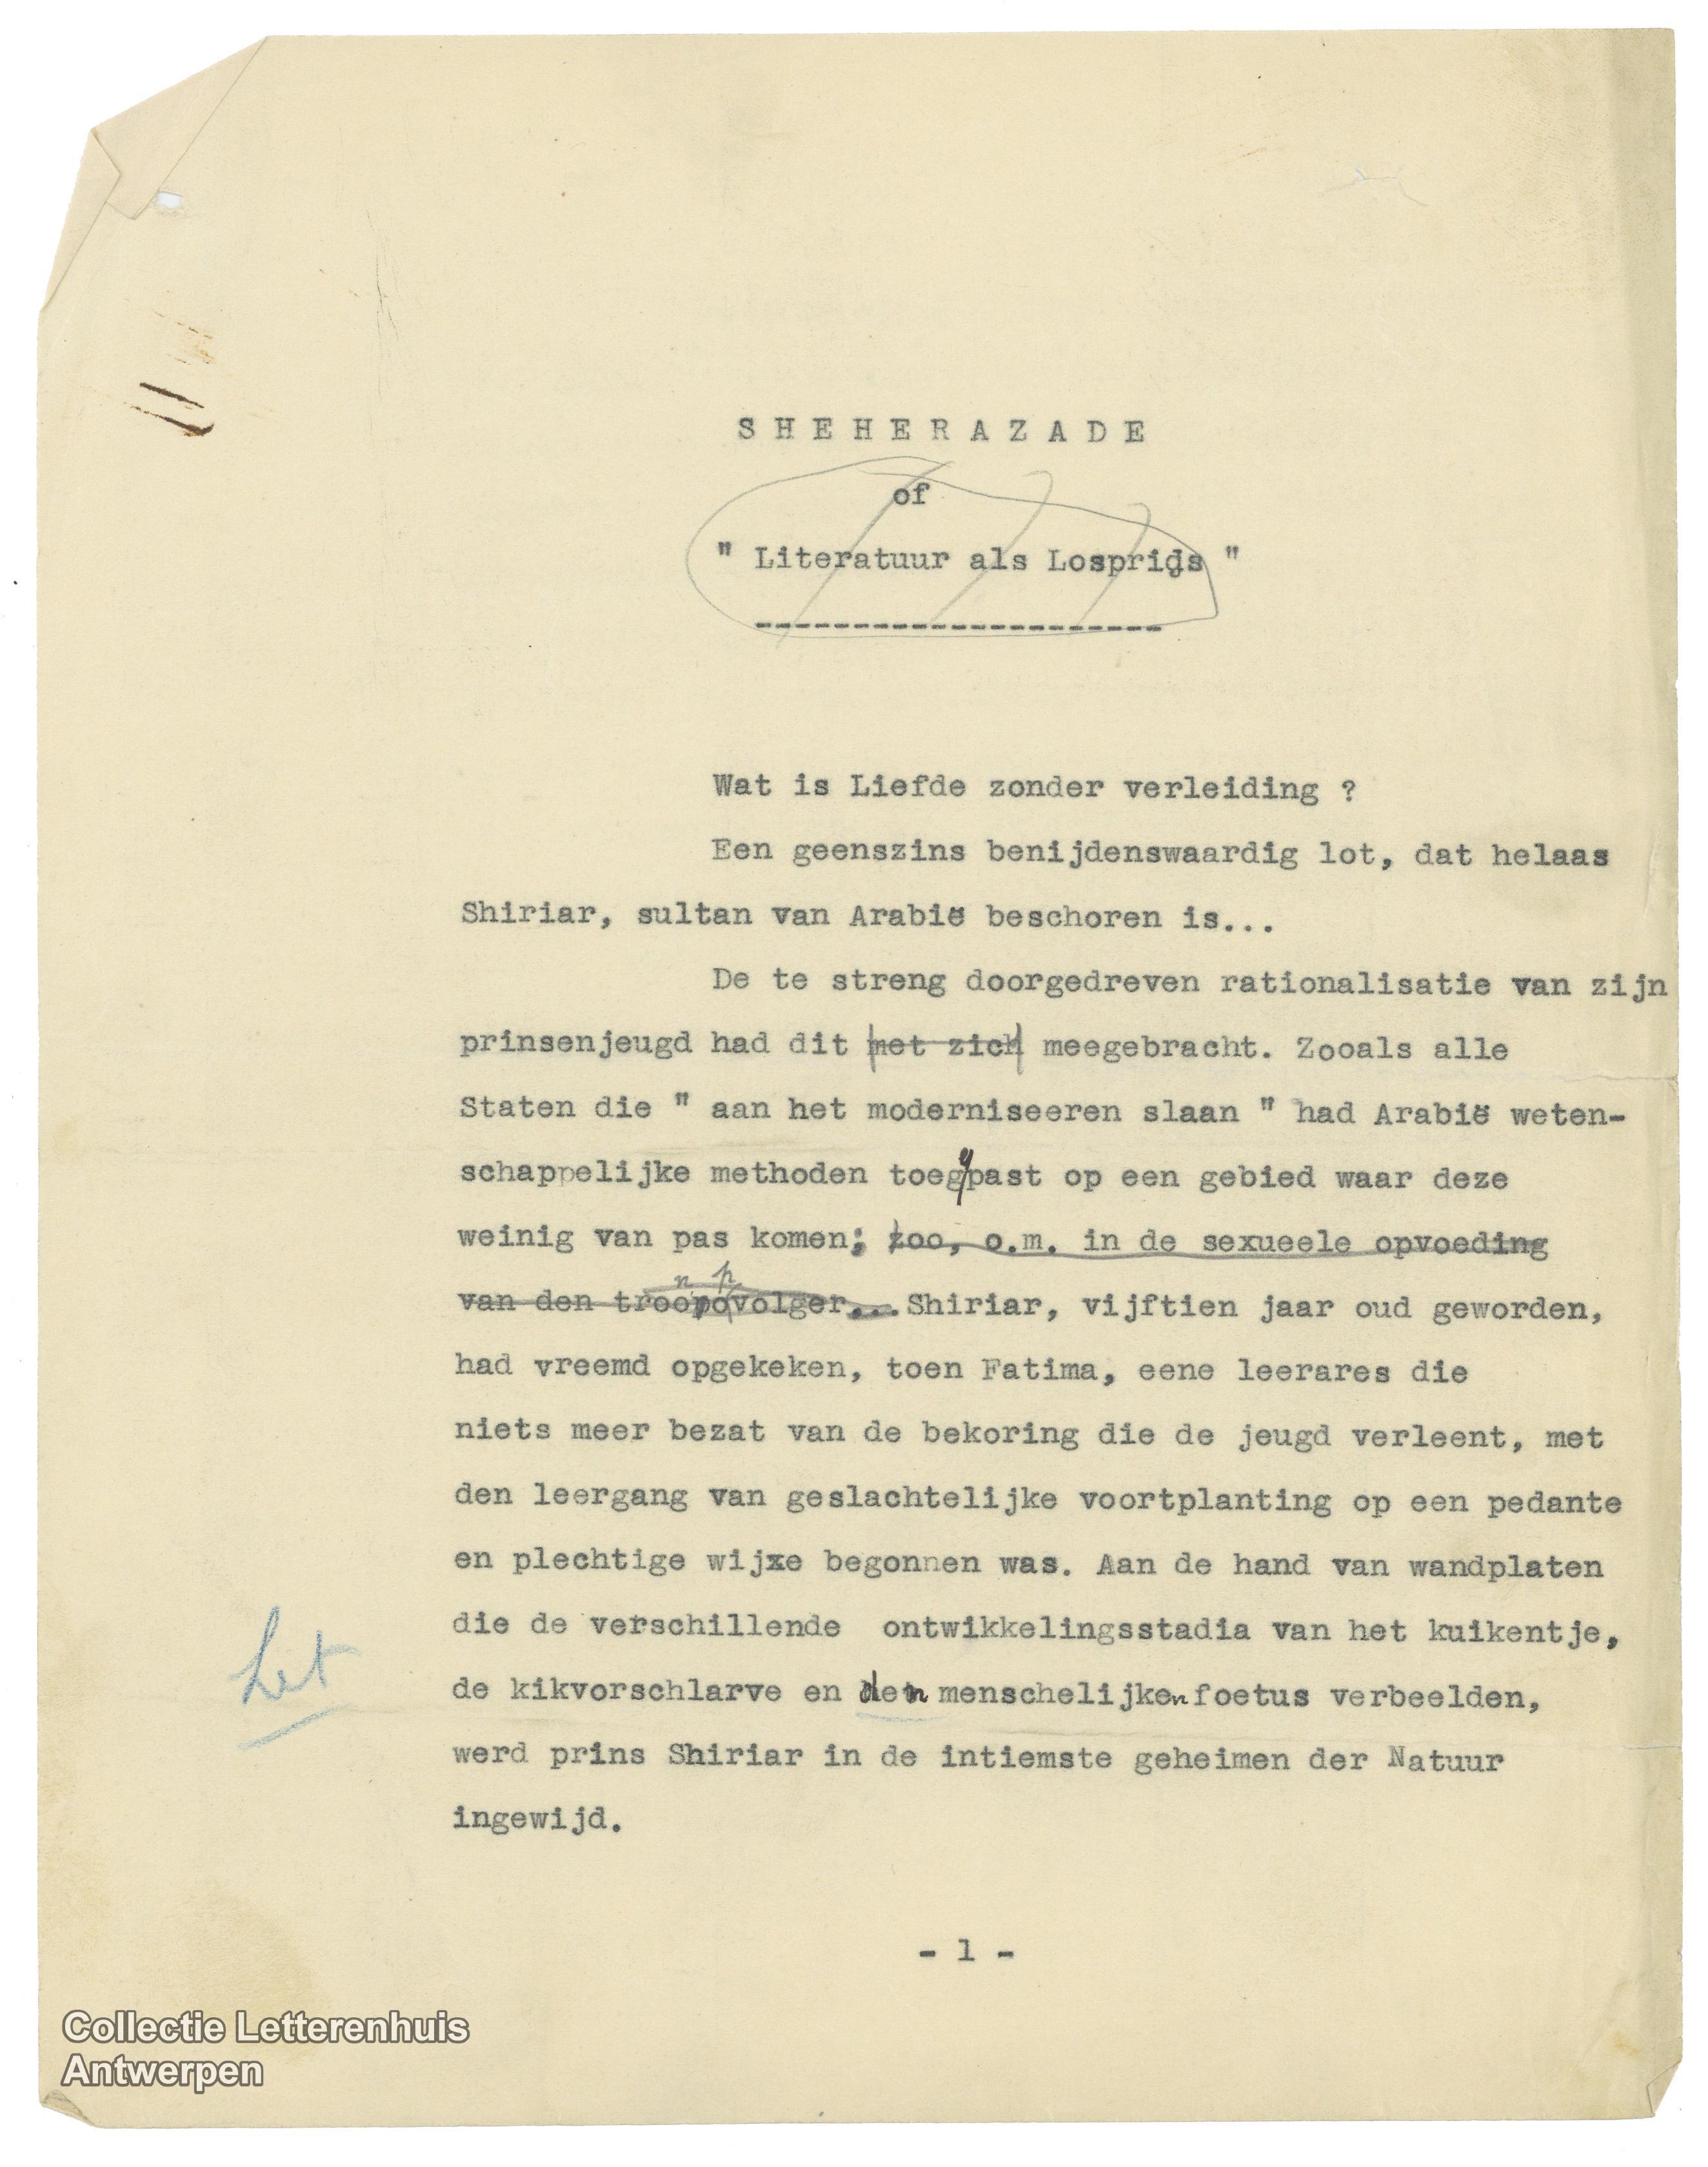 SHEHERAZADE
of
" Literatuur als Losprijs "
Wat is Liefde zonder verleiding ?
Een geenszins benijdenswaardig lot, dat helaas
Shiriar, sultan van Arabië beschoren is...
De te streng doorgedreven rationalisatie van zijn
prinsenjeugd had dit met zich meegebracht. Zooals alle
Staten die " aan het moderniseeren slaan " had Arabië weten-
schappelijke methoden toegepast op een gebied waar deze
weinig van pas komen; zoo, o.m. in de sexueele opvoeding
n p
van den troopovolger... Shiriar, vijftien jaar oud geworden,
had vreemd opgekeken, toen Fatima, eene leerares die
niets meer bezat van de bekoring die de jeugd verleent, met
den leergang van geslachtelijke voortplanting op een pedante
en plechtige wijxe begonnen was. Aan de hand van wandplaten
die de verschillende ontwikkelingsstadia van het kuikentje,
het
de kikvorschlarve en den menschelijken foetus verbeelden,
werd prins Shiriar in de intiemste geheimen der Natuur
ingewijd.
- 1 -
Collectie Letterenhuis
Antwerpen